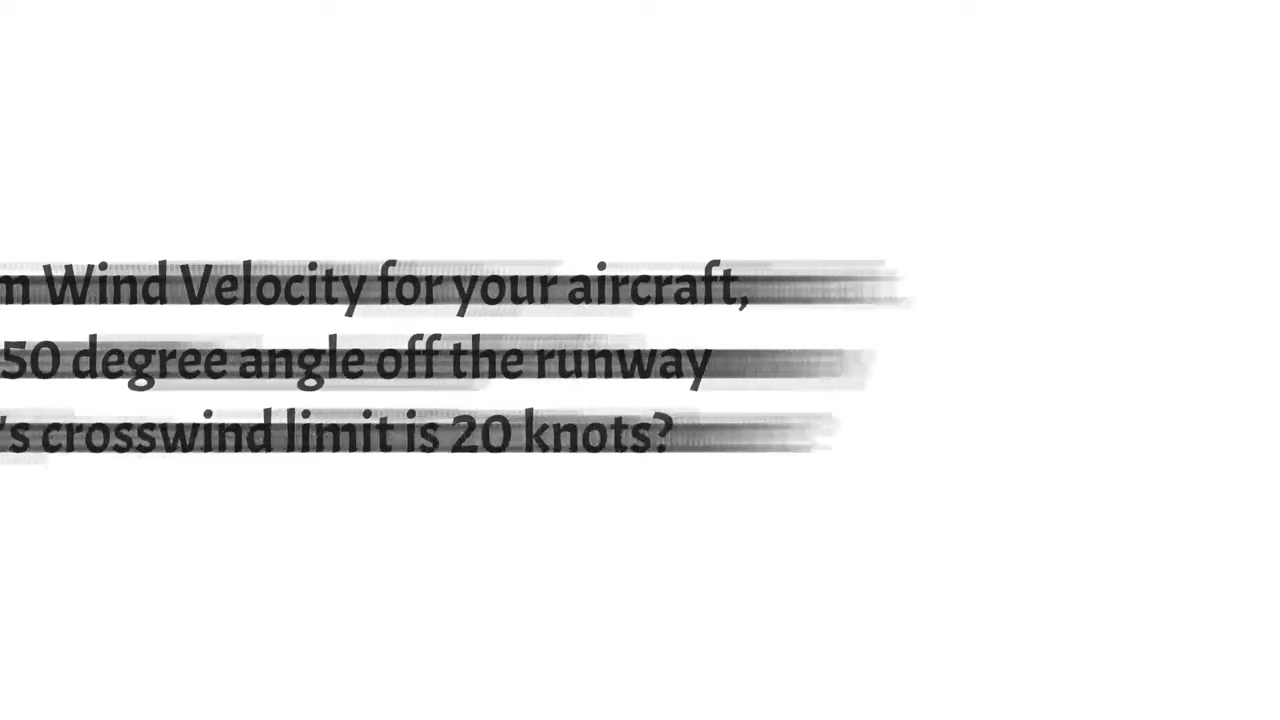 m Wind Velocity for your aircraft,
50 degree angle off the runway
's crosswind limit is 20 knots?